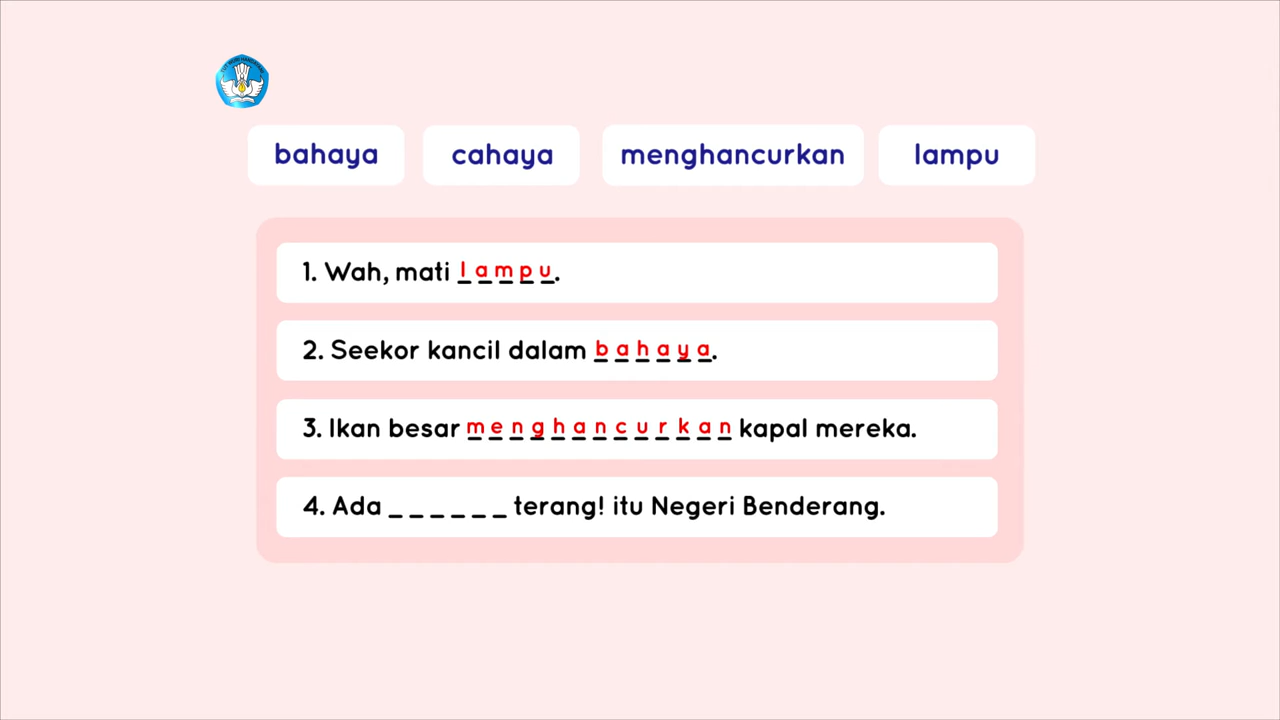 bahaya cahaya menghancurkan lampu
1. Wah, mati lampu.
2. Seekor kancil dalam bahaya.
3. Ikan besar menghancurkan kapal mereka.
4. Ada _ _ _ _ _ _ terang! itu Negeri Benderang.